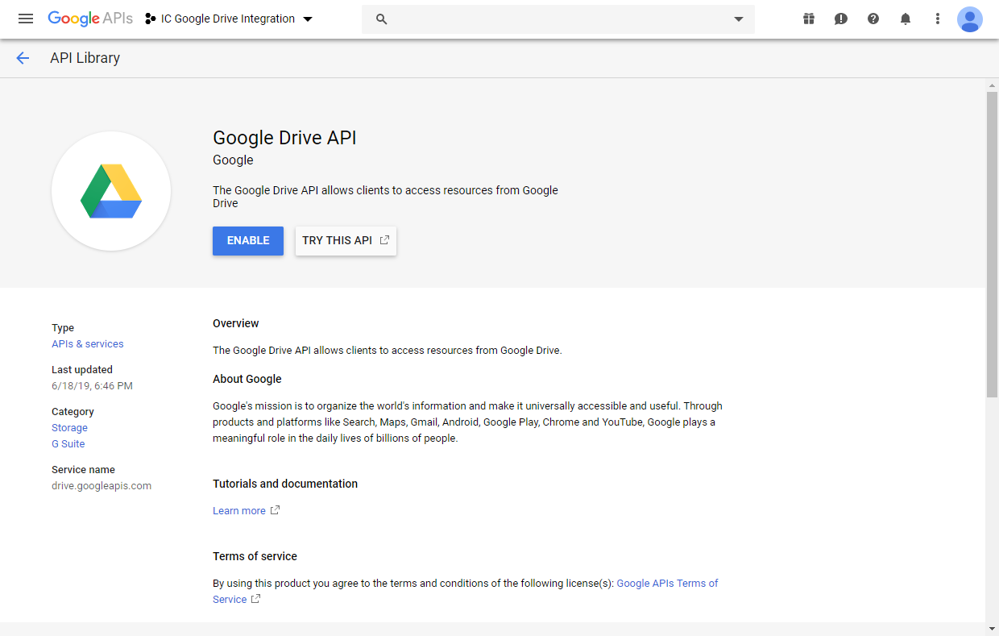 Google APIs
IC Google Drive Integration
API Library
Google Drive API
Google
The Google Drive API allows clients to access resources from Google
Drive
ENABLE
TRY THIS API
Type
APIs & services
Last updated
6/18/19, 6:46 PM
Category
Storage
G Suite
Service name
drive.googleapis.com
Overview
The Google Drive API allows clients to access resources from Google Drive.
About Google
Google's mission is to organize the world's information and make it universally accessible and useful. Through
products and platforms like Search, Maps, Gmail, Android, Google Play, Chrome and YouTube, Google plays a
meaningful role in the daily lives of billions of people.
Tutorials and documentation
Learn more
Terms of service
By using this product you agree to the terms and conditions of the following license(s): Google APIs Terms of
Service